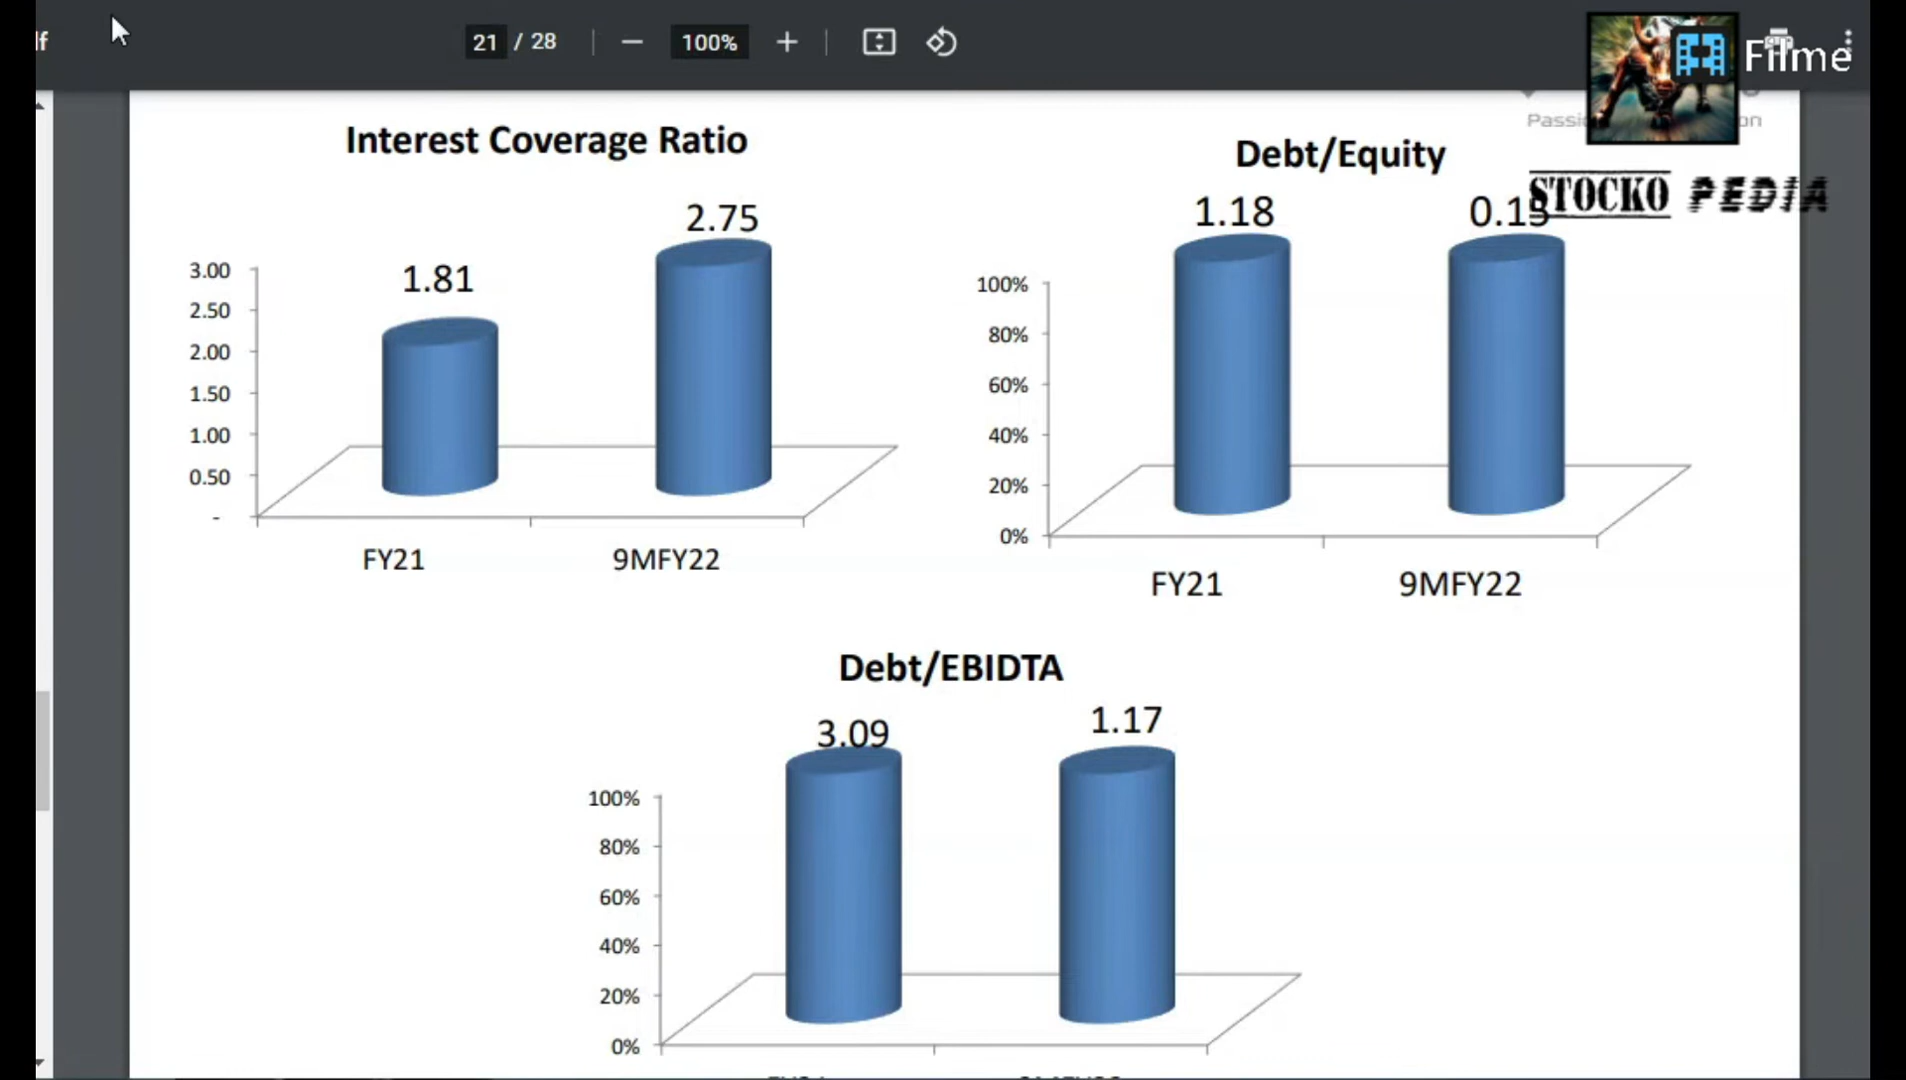 lf
21 / 28
100%
Filme
Interest Coverage Ratio
3.00
2.50
2.00
1.50
1.00
0.50
-
1.81
2.75
FY21
9MFY22
Debt/Equity
STOCKO PEDIA
100%
80%
60%
40%
20%
0%
1.18
FY21
9MFY22
Debt/EBIDTA
100%
80%
60%
40%
20%
0%
3.09
1.17